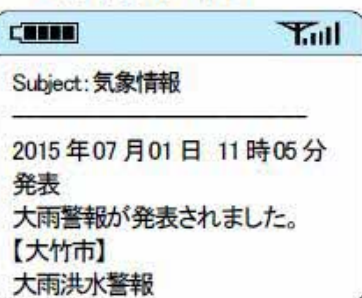 Subject: 気象情報
2015年07月01日 11時05分
発表
大雨警報が発表されました。
【大竹市】
大雨洪水警報